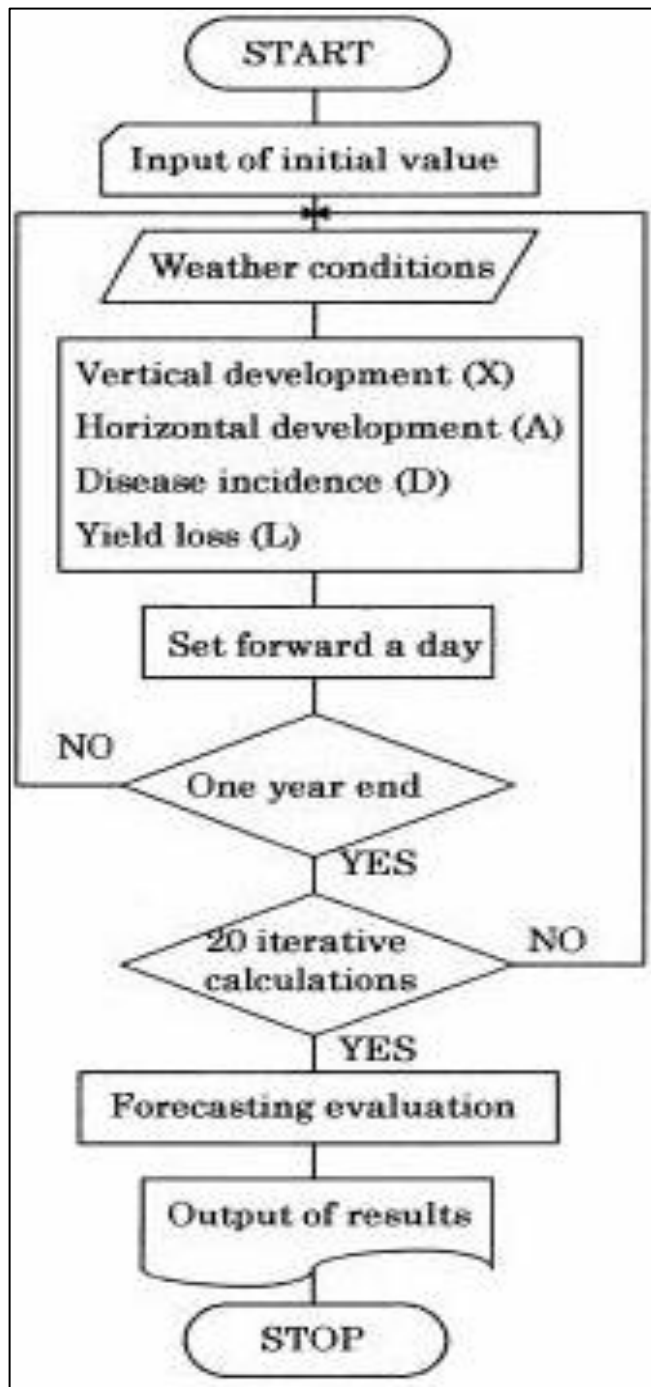 START
Input of initial value
Weather conditions
Vertical development (X)
Horizontal development (A)
Disease incidence (D)
Yield loss (L)
Set forward a day
NO
One year end
YES
20 iterative
calculations
NO
YES
Forecasting evaluation
Output of results
STOP